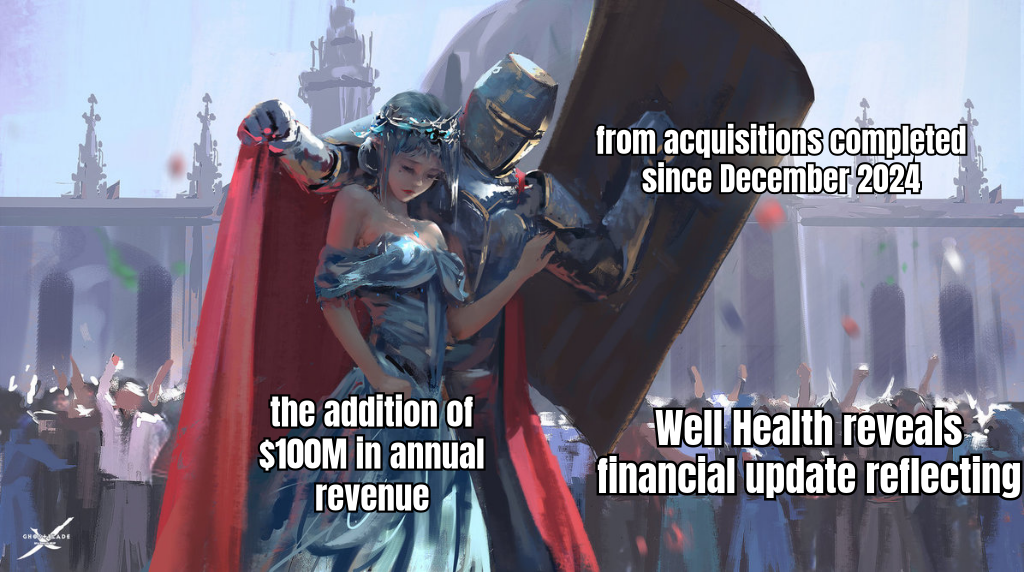 from acquisitions completed
since December 2024
the addition of
$100M in annual
revenue
Well Health reveals
financial update reflecting
GHOSTBLADE